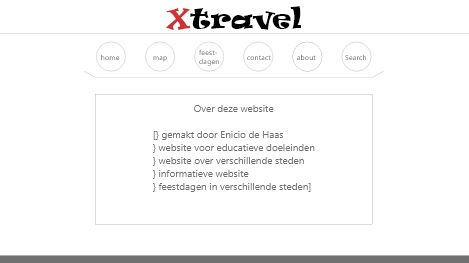 Xtravel
home map feest-
dagen contact about Search
Over deze website
[} gemakt door Enicio de Haas
} website voor educatieve doeleinden
} website over verschillende steden
} informatieve website
} feestdagen in verschillende steden]